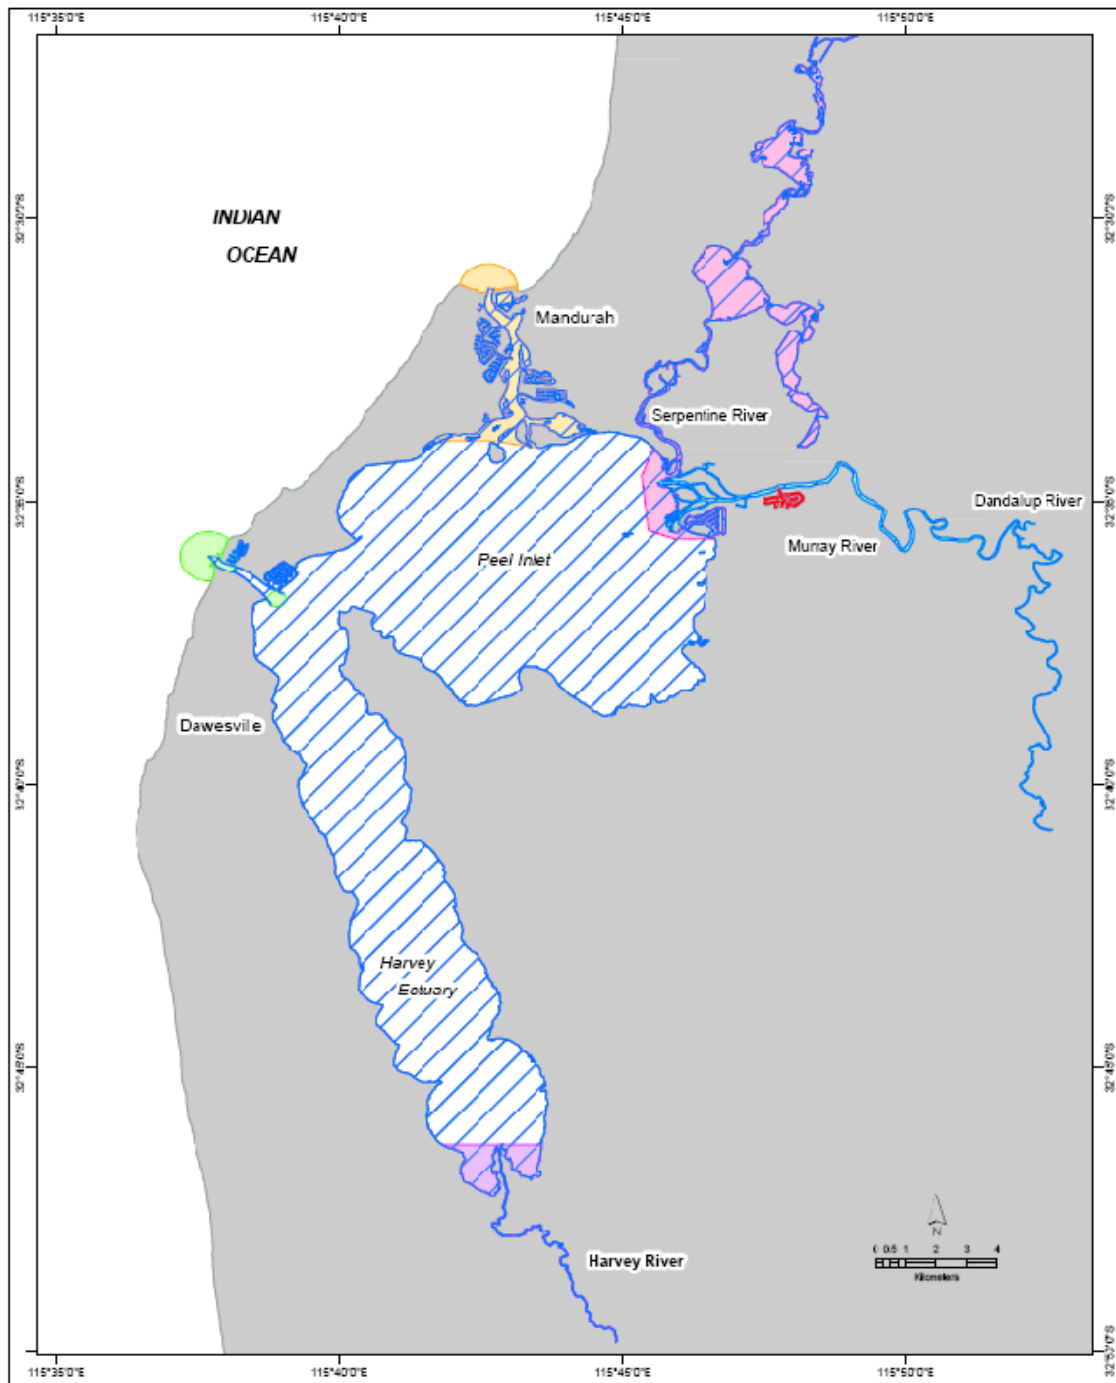 115°35'0"E 115°40'0"E 115°45'0"E 115°50'0"E
32°30'0"S 32°30'0"S
INDIAN
OCEAN
Mandurah
Serpentine River
32°35'0"S 32°35'0"S
Dandalup River
Murray River
Peel Inlet
Dawesville
32°40'0"S 32°40'0"S
Harvey
Estuary
32°45'0"S 32°45'0"S
N
Harvey River
0 0.5 1 2 3 4
Kilometers
32°50'0"S
115°35'0"E 115°40'0"E 115°45'0"E 115°50'0"E